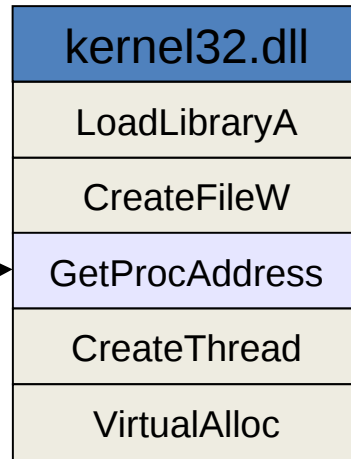 kernel32.dll
LoadLibraryA
CreateFileW
GetProcAddress
CreateThread
VirtualAlloc